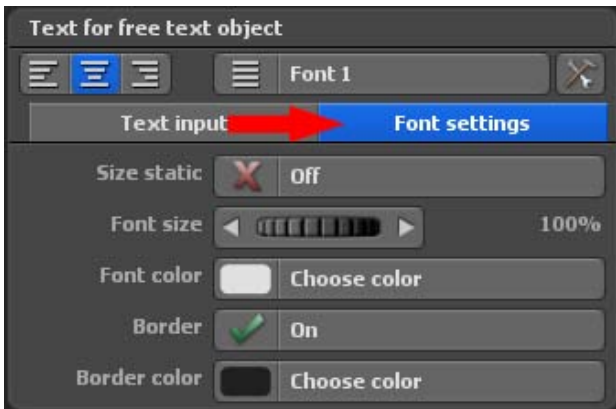 Text for free text object
Font 1
Text input Font settings
Size static Off
Font size 100%
Font color Choose color
Border On
Border color Choose color